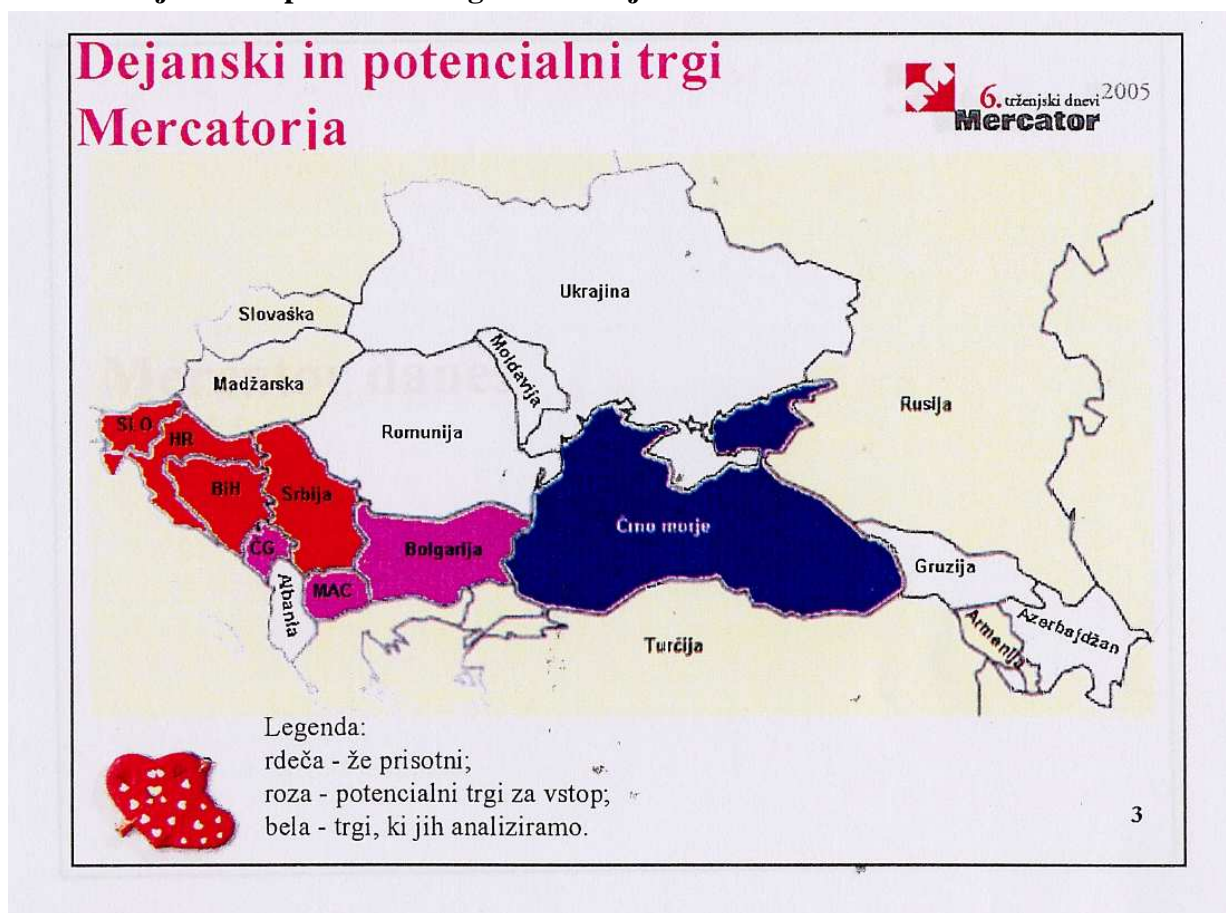 Dejanski in potencialni trgi
Mercatorja
6. trženjski dnevi 2005
Mercator
Ukrajina
Slovaška
Moldavija
Madžarska
Rusija
SLO
HR
Romunija
BiH
Srbija
Črno morje
ČG
Bolgarija
Gruzija
MAC
Albanija
Azerbajdžan
Armenija
Turčija
Legenda:
rdeča - že prisotni;
roza - potencialni trgi za vstop;
bela - trgi, ki jih analiziramo.
3